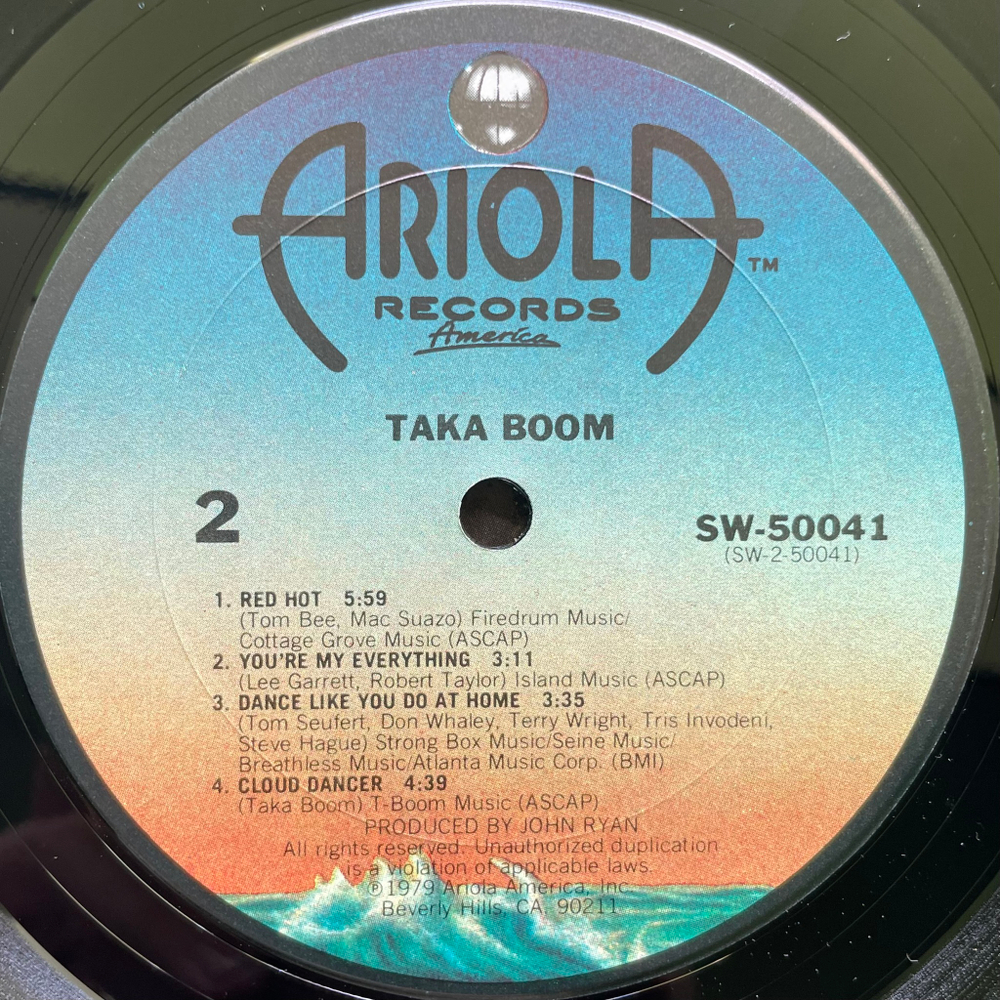 ARIOLA™
RECORDS
America
TAKA BOOM
2
SW-50041
(SW-2-50041)
1. RED HOT 5:59
(Tom Bee, Mac Suazo) Firedrum Music/
Cottage Grove Music (ASCAP)
2. YOU'RE MY EVERYTHING 3:11
(Lee Garrett, Robert Taylor) Island Music (ASCAP)
3. DANCE LIKE YOU DO AT HOME 3:35
(Tom Seufert, Don Whaley, Terry Wright, Tris Invodeni,
Steve Hague) Strong Box Music/Seine Music/
Breathless Music/Atlanta Music Corp. (BMI)
4. CLOUD DANCER 4:39
(Taka Boom) T-Boom Music (ASCAP)
PRODUCED BY JOHN RYAN
All rights reserved. Unauthorized duplication
is a violation of applicable laws.
℗1979 Ariola America, Inc.
Beverly Hills, CA. 90211